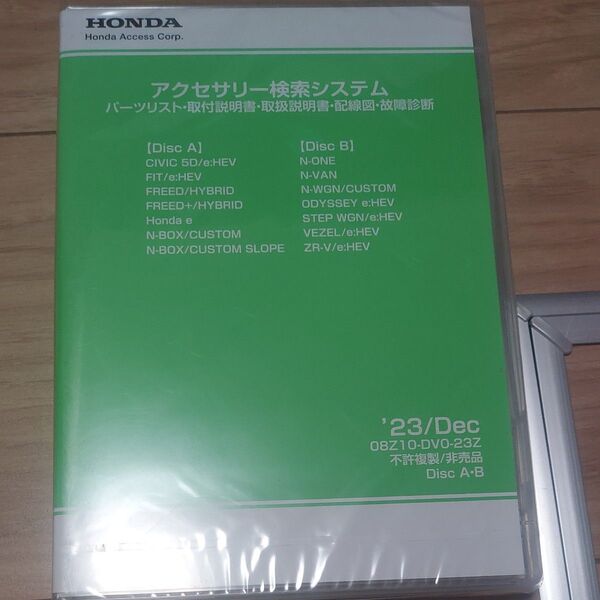 HONDA
Honda Access Corp.
アクセサリー検索システム
パーツリスト・取付説明書・取扱説明書・配線図・故障診断
【Disc A】
CIVIC 5D/e:HEV
FIT/e:HEV
FREED/HYBRID
FREED+/HYBRID
Honda e
N-BOX/CUSTOM
N-BOX/CUSTOM SLOPE
【Disc B】
N-ONE
N-VAN
N-WGN/CUSTOM
ODYSSEY e:HEV
STEP WGN/e:HEV
VEZEL/e:HEV
ZR-V/e:HEV
’23/Dec
08Z10-DV0-23Z
不許複製/非売品
Disc A・B